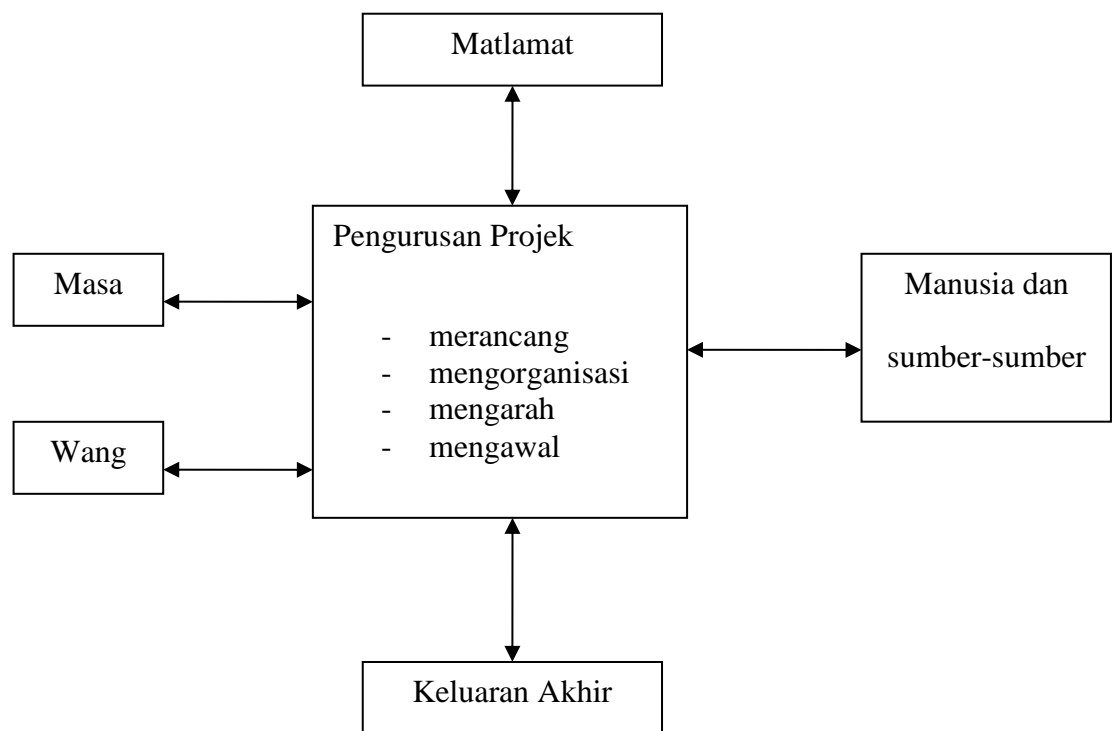 Matlamat
Pengurusan Projek
- merancang
- mengorganisasi
- mengarah
- mengawal
Masa
Wang
Manusia dan
sumber-sumber
Keluaran Akhir